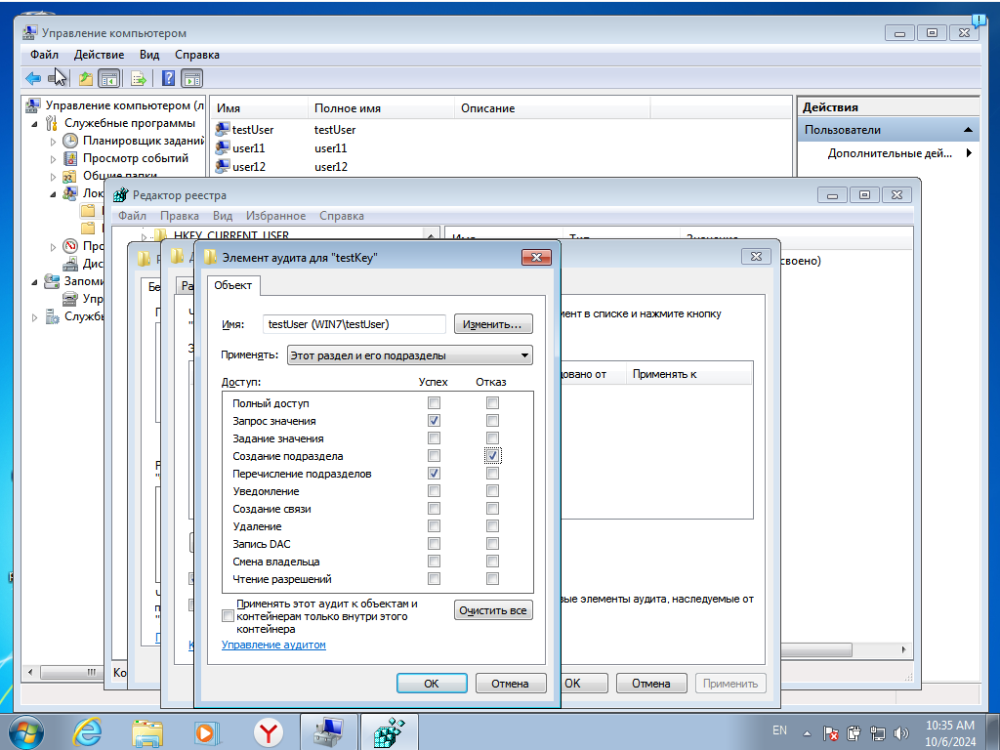 Управление компьютером
Файл Действие Вид Справка
Управление компьютером (л
Служебные программы
Планировщик заданий
Просмотр событий
Общие папки
Лок
Про
Дис
Запоми
Упр
Службы
Имя Полное имя Описание
testUser testUser
user11 user11
user12 user12
Действия
Пользователи
Дополнительные дей...
Редактор реестра
Файл Правка Вид Избранное Справка
HKEY_CURRENT_USER
Имя Тип Значение
своено)
Ко
Бе
Ра
мент в списке и нажмите кнопку
довано от Применять к
вые элементы аудита, наследуемые от
OK Отмена Применить
Элемент аудита для "testKey"
Объект
Имя: testUser (WIN7\testUser) Изменить...
Применять: Этот раздел и его подразделы
Доступ: Успех Отказ
Полный доступ
Запрос значения
Задание значения
Создание подраздела
Перечисление подразделов
Уведомление
Создание связи
Удаление
Запись DAC
Смена владельца
Чтение разрешений
Применять этот аудит к объектам и
контейнерам только внутри этого
контейнера
Очистить все
Управление аудитом
OK Отмена
EN
10:35 AM
10/6/2024